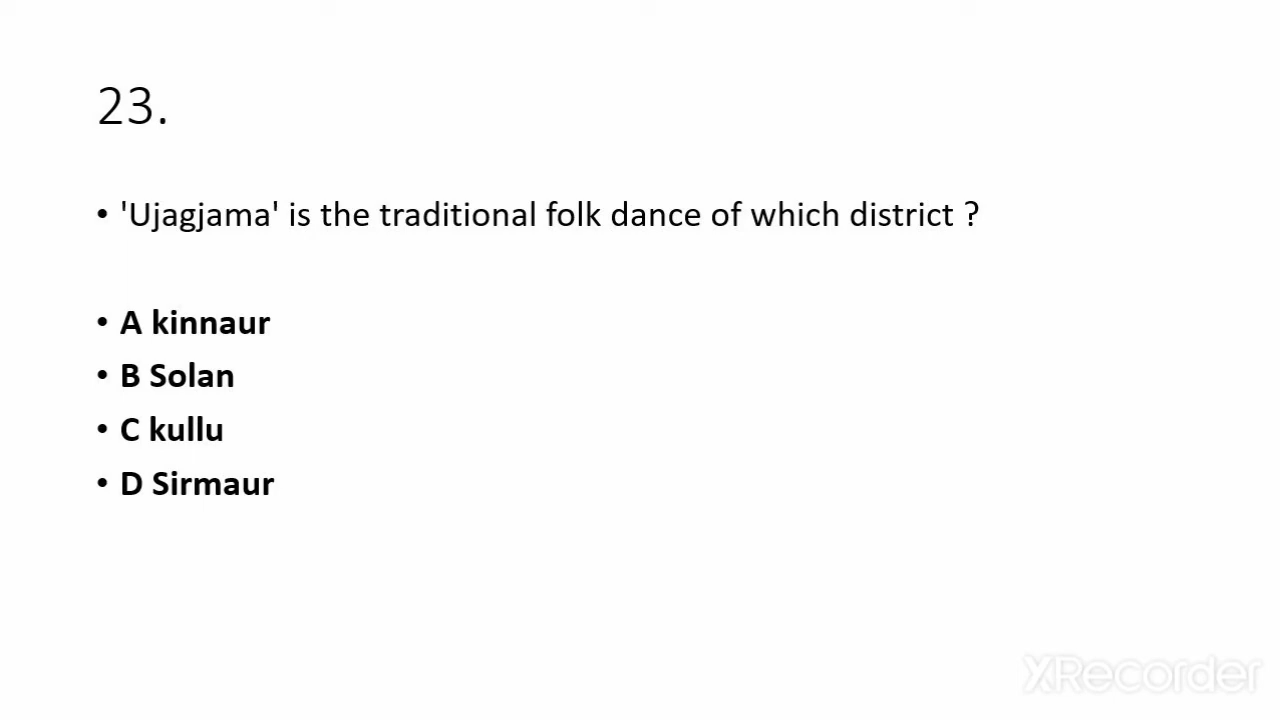 23.
• 'Ujagjama' is the traditional folk dance of which district ?
• A kinnaur
• B Solan
• C kullu
• D Sirmaur
XRecorder